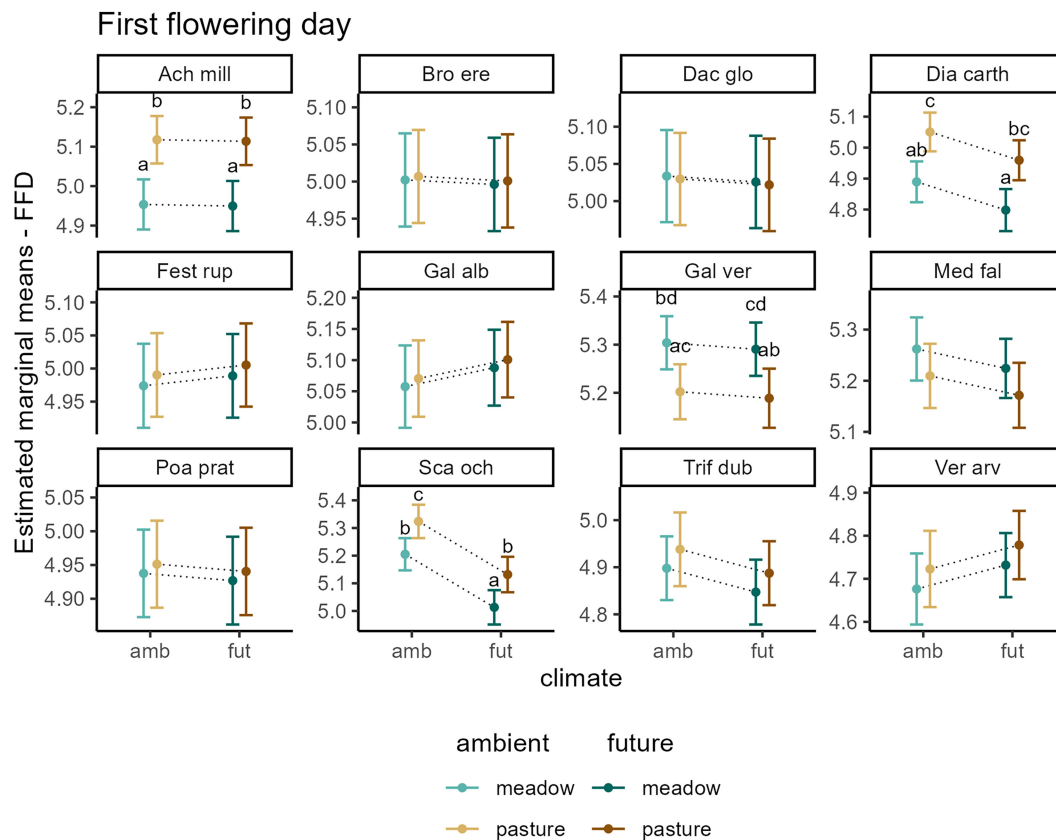 First flowering day
Estimated marginal means - FFD
Ach mill Bro ere Dac glo Dia carth
5.2 5.1 5.0 4.9
b b a a
5.10 5.05 5.00 4.95
5.10 5.05 5.00
5.1 5.0 4.9 4.8
c bc ab a
Fest rup Gal alb Gal ver Med fal
5.10 5.05 5.00 4.95
5.20 5.15 5.10 5.05 5.00
5.4 5.3 5.2
bd cd ac ab
5.3 5.2 5.1
Poa prat Sca och Trif dub Ver arv
5.05 5.00 4.95 4.90
5.4 5.3 5.2 5.1 5.0
c b b a
5.0 4.9 4.8
4.9 4.8 4.7 4.6
amb fut amb fut amb fut amb fut
climate
ambient future
meadow meadow
pasture pasture